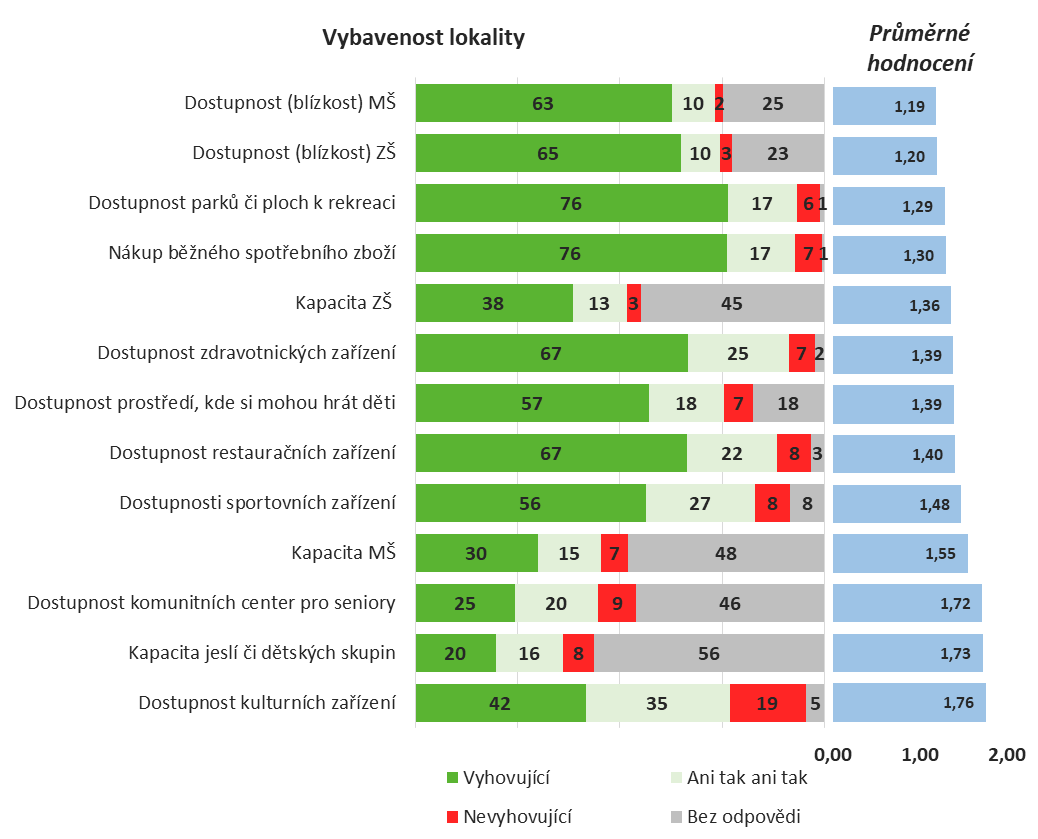 Vybavenost lokality
Průměrné
hodnocení
Dostupnost (blízkost) MŠ 63 10 2 25 1,19
Dostupnost (blízkost) ZŠ 65 10 3 23 1,20
Dostupnost parků či ploch k rekreaci 76 17 6 1 1,29
Nákup běžného spotřebního zboží 76 17 7 1 1,30
Kapacita ZŠ 38 13 3 45 1,36
Dostupnost zdravotnických zařízení 67 25 7 2 1,39
Dostupnost prostředí, kde si mohou hrát děti 57 18 7 18 1,39
Dostupnost restauračních zařízení 67 22 8 3 1,40
Dostupnosti sportovních zařízení 56 27 8 8 1,48
Kapacita MŠ 30 15 7 48 1,55
Dostupnost komunitních center pro seniory 25 20 9 46 1,72
Kapacita jeslí či dětských skupin 20 16 8 56 1,73
Dostupnost kulturních zařízení 42 35 19 5 1,76
0,00 1,00 2,00
Vyhovující Ani tak ani tak
Nevyhovující Bez odpovědi